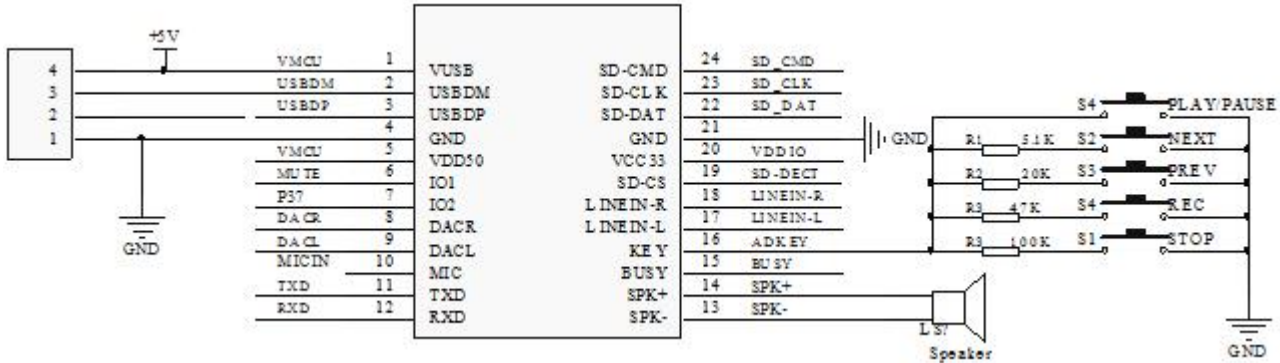 +5V
4
3
2
1
GND
VMCU 1 VUSB
USBDM 2 USBDM
USBDP 3 USBDP
4 GND
VMCU 5 VDD50
MUTE 6 IO1
P37 7 IO2
DACR 8 DACR
DACL 9 DACL
MICIN 10 MIC
TXD 11 TXD
RXD 12 RXD
SD-CMD 24 SD_CMD
SD-CLK 23 SD_CLK
SD-DAT 22 SD_DAT
GND 21 GND
VCC33 20 VDDIO
SD-CS 19 SD-DECT
LINEIN-R 18 LINEIN-R
LINEIN-L 17 LINEIN-L
KEY 16 ADKEY
BUSY 15 BUSY
SPK+ 14 SPK+
SPK- 13 SPK-
LS?
Speaker
S4 PLAY/PAUSE
R1 5.1K S2 NEXT
R2 20K S3 PREV
R3 47K S4 REC
R3 100K S1 STOP
GND